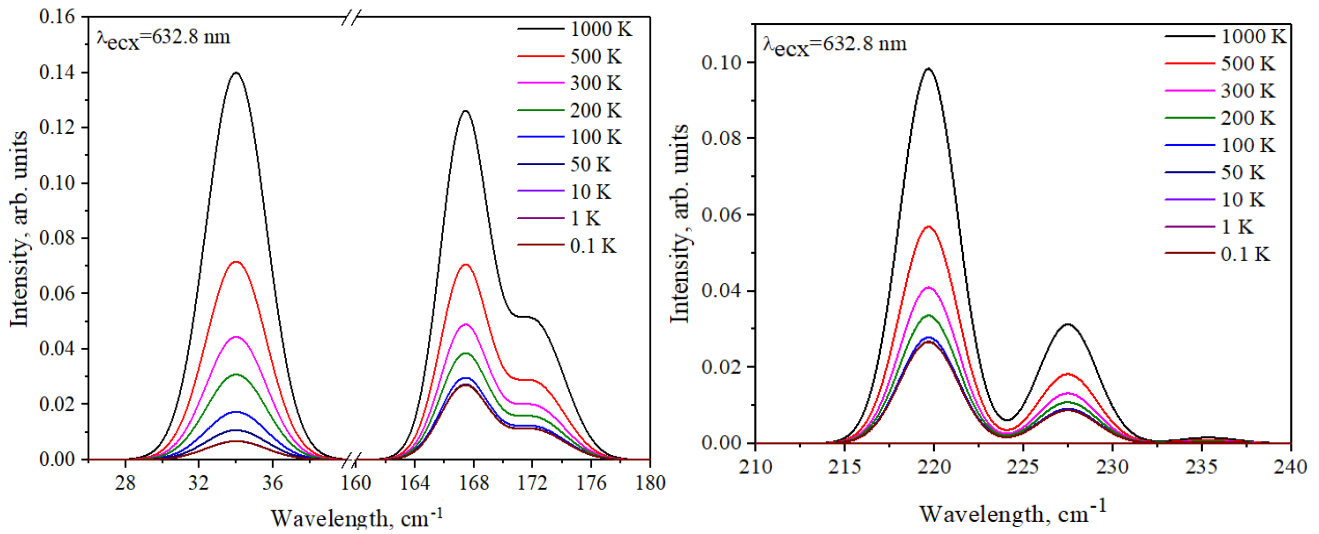 λecx=632.8 nm
1000 K
500 K
300 K
200 K
100 K
50 K
10 K
1 K
0.1 K
Intensity, arb. units
0.16
0.14
0.12
0.10
0.08
0.06
0.04
0.02
0.00
28 32 36 160 164 168 172 176 180
Wavelength, cm-1
λecx=632.8 nm
1000 K
500 K
300 K
200 K
100 K
50 K
10 K
1 K
0.1 K
Intensity, arb. units
0.10
0.08
0.06
0.04
0.02
0.00
210 215 220 225 230 235 240
Wavelength, cm-1